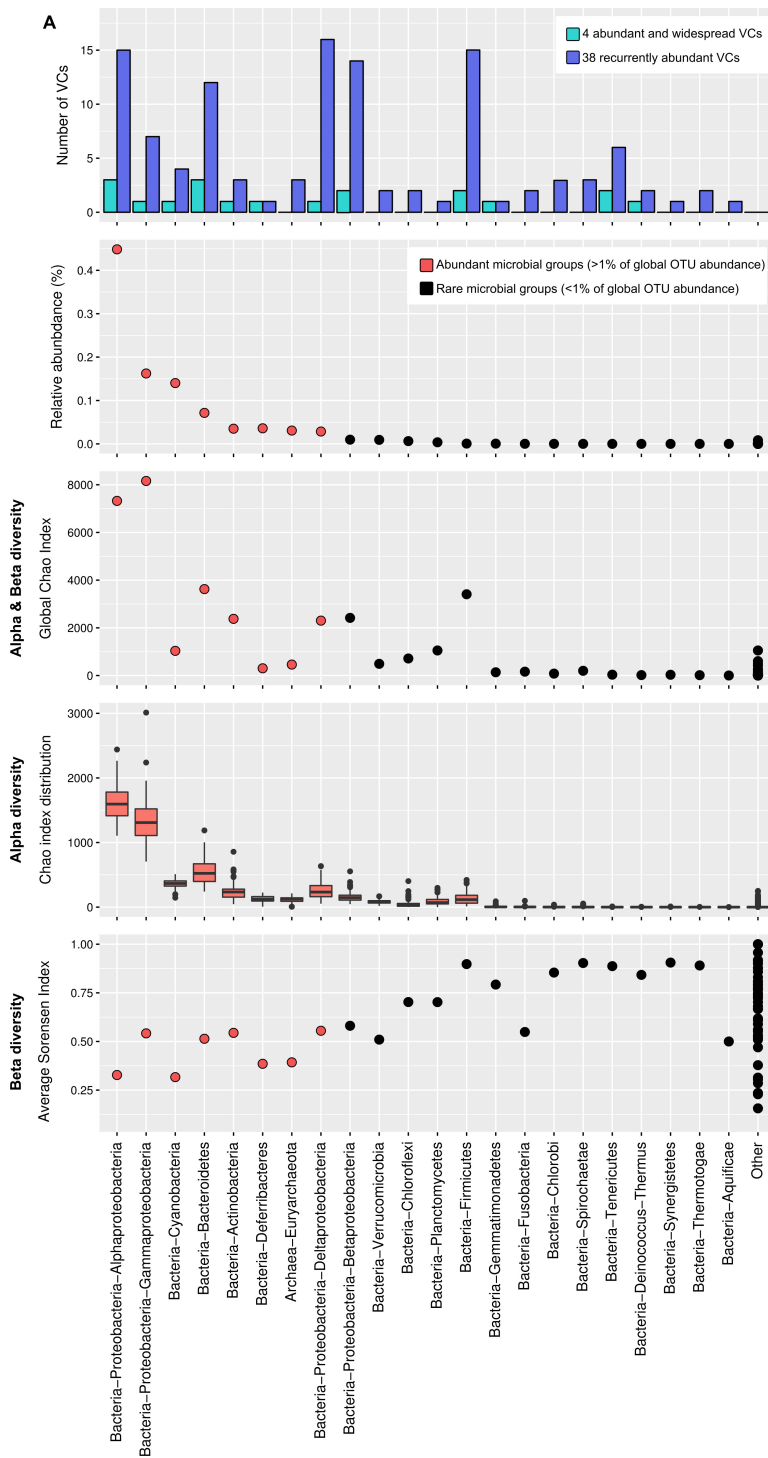 A
Number of VCs
15
10
5
0
4 abundant and widespread VCs
38 recurrently abundant VCs
Relative abunbdance (%)
0.4
0.3
0.2
0.1
0.0
Abundant microbial groups (>1% of global OTU abundance)
Rare microbial groups (<1% of global OTU abundance)
Alpha & Beta diversity
Global Chao Index
8000
6000
4000
2000
0
Alpha diversity
Chao index distribution
3000
2000
1000
0
Beta diversity
Average Sorensen Index
1.00
0.75
0.50
0.25
Bacteria−Proteobacteria−Alphaproteobacteria
Bacteria−Proteobacteria−Gammaproteobacteria
Bacteria−Cyanobacteria
Bacteria−Bacteroidetes
Bacteria−Actinobacteria
Bacteria−Deferribacteres
Archaea−Euryarchaeota
Bacteria−Proteobacteria−Deltaproteobacteria
Bacteria−Proteobacteria−Betaproteobacteria
Bacteria−Verrucomicrobia
Bacteria−Chloroflexi
Bacteria−Planctomycetes
Bacteria−Firmicutes
Bacteria−Gemmatimonadetes
Bacteria−Fusobacteria
Bacteria−Chlorobi
Bacteria−Spirochaetae
Bacteria−Tenericutes
Bacteria−Deinococcus−Thermus
Bacteria−Synergistetes
Bacteria−Thermotogae
Bacteria−Aquificae
Other